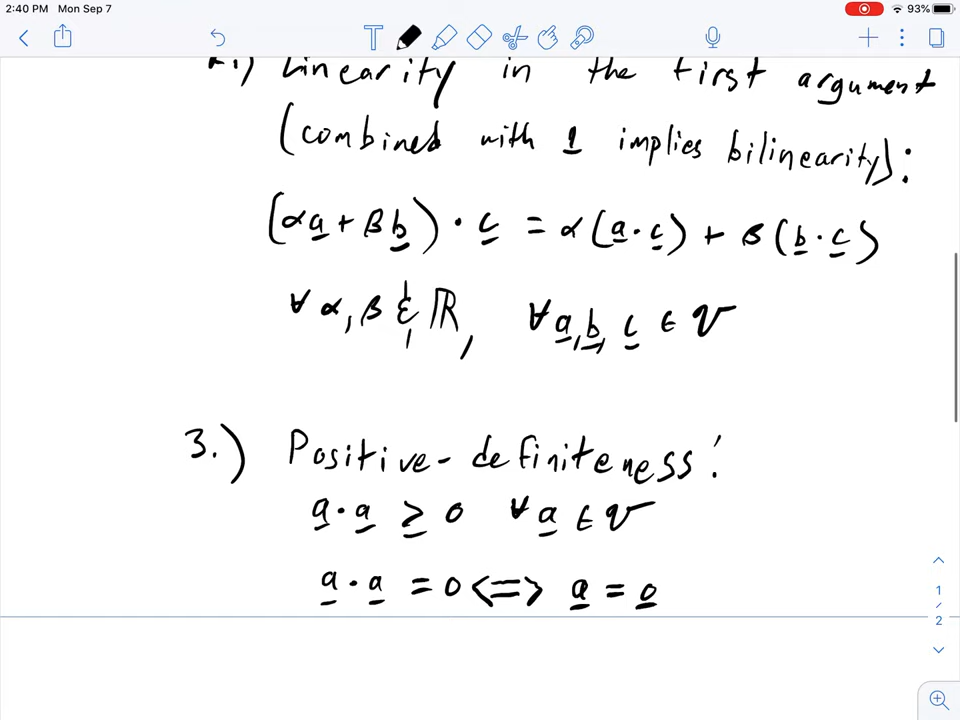 2:40 PM Mon Sep 7
93%
T
2.) Linearity in the first argument
(combined with 1 implies bilinearity):
(αa̲ + βb̲) · c̲ = α(a̲ · c̲) + β(b̲ · c̲)
∀ α, β ∈ ℝ, ∀ a̲, b̲, c̲ ∈ 𝒱
3.) Positive-definiteness:
a̲ · a̲ ≥ 0 ∀ a̲ ∈ 𝒱
a̲ · a̲ = 0 <=> a̲ = 0̲
1
/
2